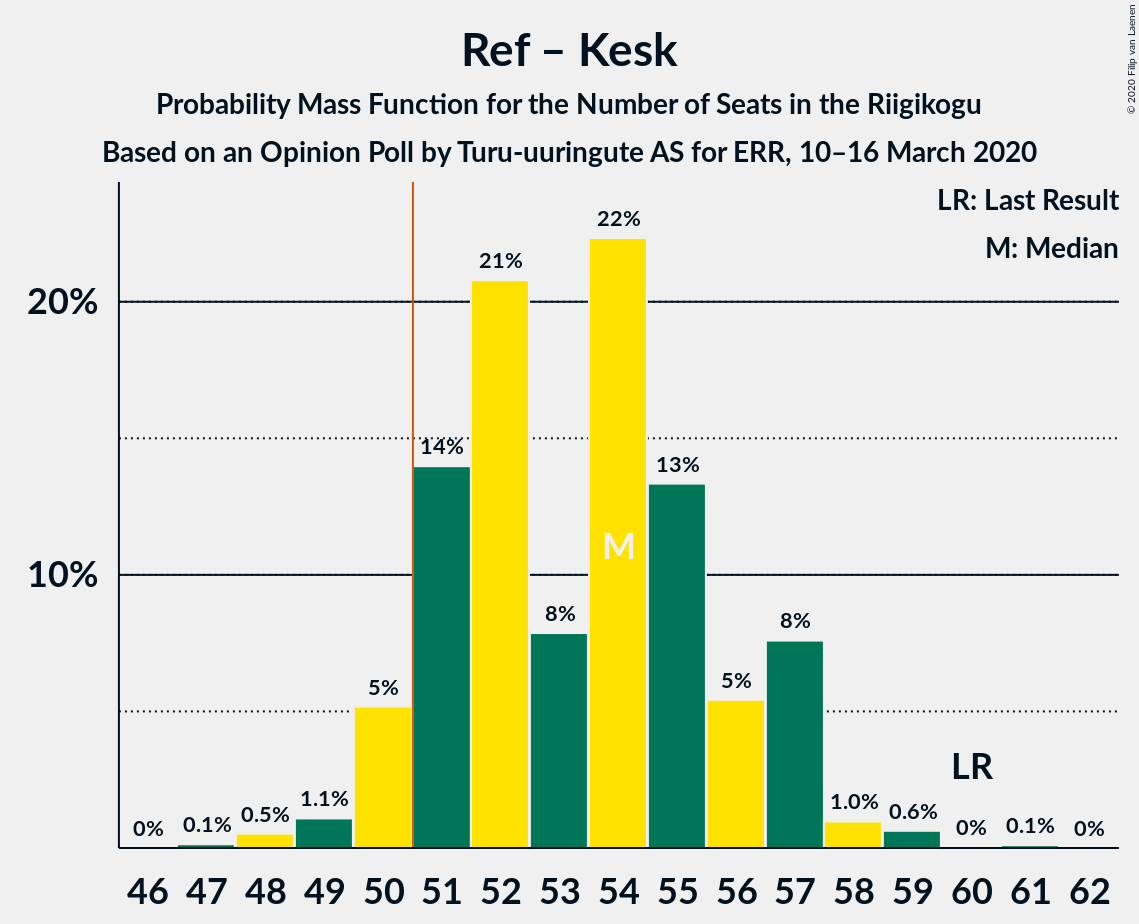 Ref – Kesk
Probability Mass Function for the Number of Seats in the Riigikogu
Based on an Opinion Poll by Turu-uuringute AS for ERR, 10–16 March 2020
© 2020 Filip van Laenen
LR: Last Result
M: Median
20%
10%
0%
0.1%
0.5%
1.1%
5%
14%
21%
8%
22%
13%
5%
8%
1.0%
0.6%
0%
0.1%
0%
M
LR
46 47 48 49 50 51 52 53 54 55 56 57 58 59 60 61 62